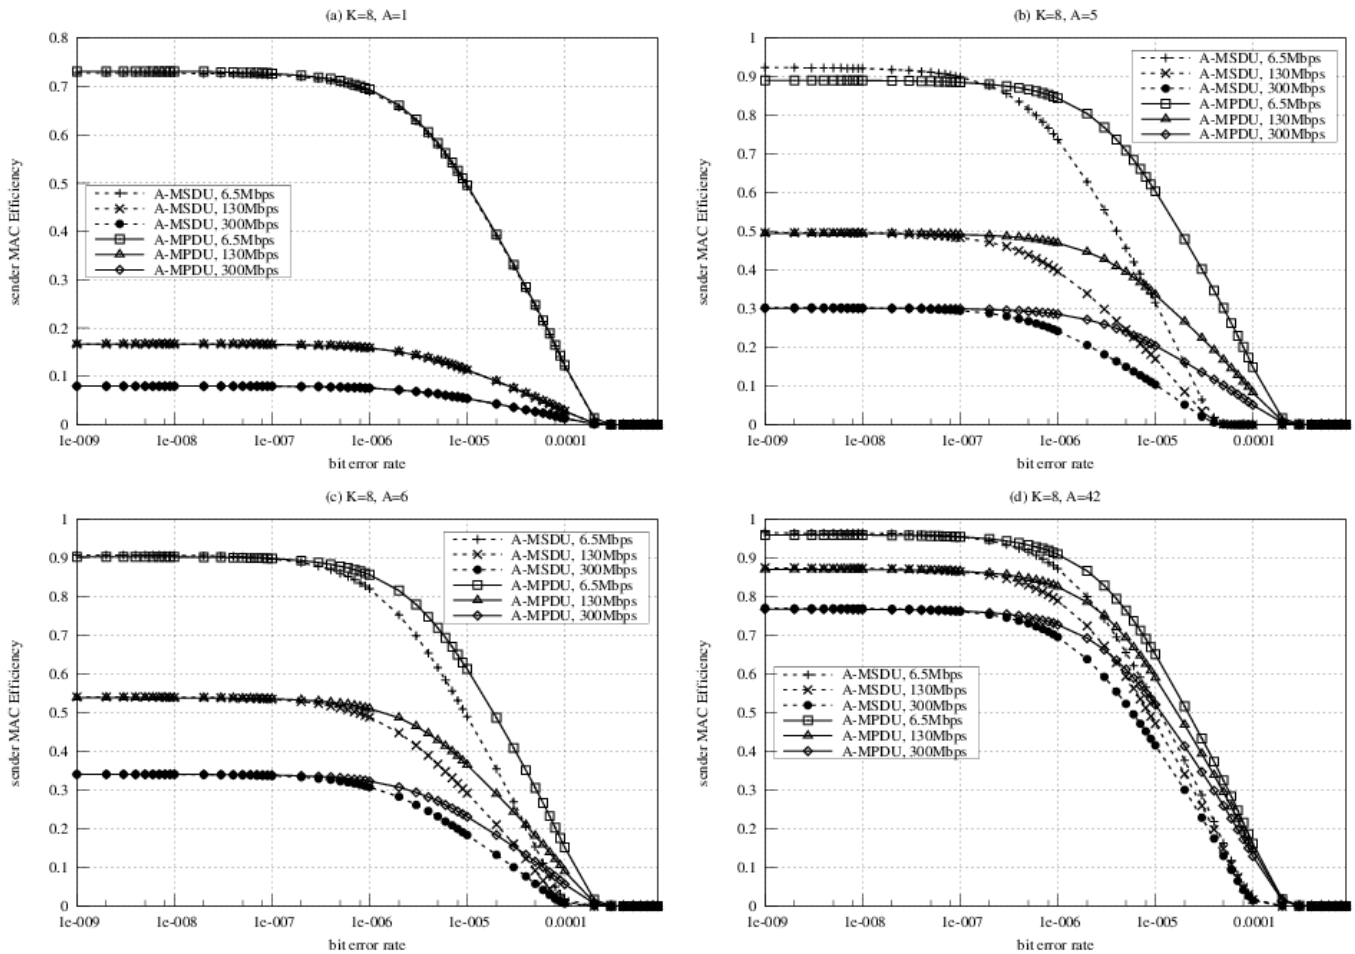 (a) K=8, A=1
0.8
0.7
0.6
0.5
0.4
0.3
0.2
0.1
0
sender MAC Efficiency
A-MSDU, 6.5Mbps
A-MSDU, 130Mbps
A-MSDU, 300Mbps
A-MPDU, 6.5Mbps
A-MPDU, 130Mbps
A-MPDU, 300Mbps
1e-009 1e-008 1e-007 1e-006 1e-005 0.0001
bit error rate
(b) K=8, A=5
1
0.9
0.8
0.7
0.6
0.5
0.4
0.3
0.2
0.1
0
sender MAC Efficiency
A-MSDU, 6.5Mbps
A-MSDU, 130Mbps
A-MSDU, 300Mbps
A-MPDU, 6.5Mbps
A-MPDU, 130Mbps
A-MPDU, 300Mbps
1e-009 1e-008 1e-007 1e-006 1e-005 0.0001
bit error rate
(c) K=8, A=6
1
0.9
0.8
0.7
0.6
0.5
0.4
0.3
0.2
0.1
0
sender MAC Efficiency
A-MSDU, 6.5Mbps
A-MSDU, 130Mbps
A-MSDU, 300Mbps
A-MPDU, 6.5Mbps
A-MPDU, 130Mbps
A-MPDU, 300Mbps
1e-009 1e-008 1e-007 1e-006 1e-005 0.0001
bit error rate
(d) K=8, A=42
1
0.9
0.8
0.7
0.6
0.5
0.4
0.3
0.2
0.1
0
sender MAC Efficiency
A-MSDU, 6.5Mbps
A-MSDU, 130Mbps
A-MSDU, 300Mbps
A-MPDU, 6.5Mbps
A-MPDU, 130Mbps
A-MPDU, 300Mbps
1e-009 1e-008 1e-007 1e-006 1e-005 0.0001
bit error rate